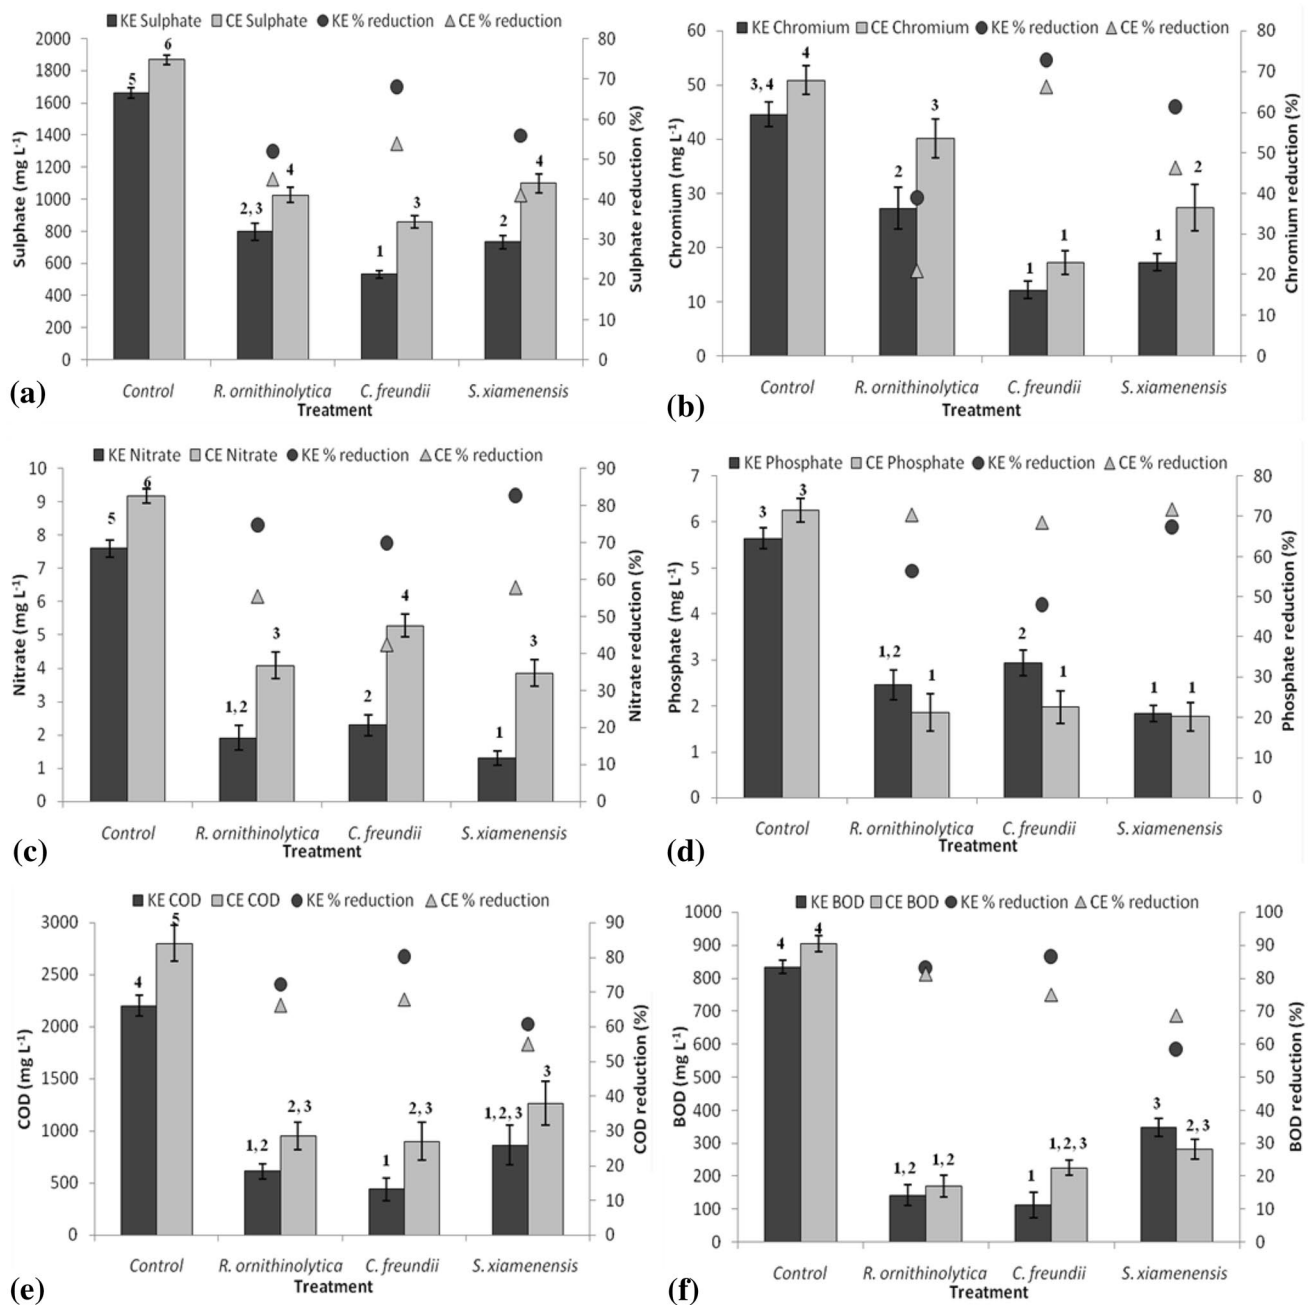 KE Sulphate CE Sulphate KE % reduction CE % reduction
Sulphate (mg L-1)
2000
1800
1600
1400
1200
1000
800
600
400
200
0
5 6 2, 3 4 1 3 2 4
80
70
60
50
40
30
20
10
0
Sulphate reduction (%)
Control R. ornithinolytica C. freundii S. xiamenensis
Treatment
(a)
KE Chromium CE Chromium KE % reduction CE % reduction
Chromium (mg L-1)
60
50
40
30
20
10
0
3, 4 4 2 3 1 1 1 2
80
70
60
50
40
30
20
10
0
Chromium reduction (%)
Control R. ornithinolytica C. freundii S. xiamenensis
Treatment
(b)
KE Nitrate CE Nitrate KE % reduction CE % reduction
Nitrate (mg L-1)
10
9
8
7
6
5
4
3
2
1
0
5 6 1, 2 3 2 4 1 3
90
80
70
60
50
40
30
20
10
0
Nitrate reduction (%)
Control R. ornithinolytica C. freundii S. xiamenensis
Treatment
(c)
KE Phosphate CE Phosphate KE % reduction CE % reduction
Phosphate (mg L-1)
7
6
5
4
3
2
1
0
3 3 1, 2 1 2 1 1 1
80
70
60
50
40
30
20
10
0
Phosphate reduction (%)
Control R. ornithinolytica C. freundii S. xiamenensis
Treatment
(d)
KE COD CE COD KE % reduction CE % reduction
COD (mg L-1)
3000
2500
2000
1500
1000
500
0
4 5 1, 2 2, 3 1 2, 3 1, 2, 3 3
90
80
70
60
50
40
30
20
10
0
COD reduction (%)
Control R. ornithinolytica C. freundii S. xiamenensis
Treatment
(e)
KE BOD CE BOD KE % reduction CE % reduction
BOD (mg L-1)
1000
900
800
700
600
500
400
300
200
100
0
4 4 1, 2 1, 2 1 1, 2, 3 3 2, 3
100
90
80
70
60
50
40
30
20
10
0
BOD reduction (%)
Control R. ornithinolytica C. freundii S. xiamenensis
Treatment
(f)